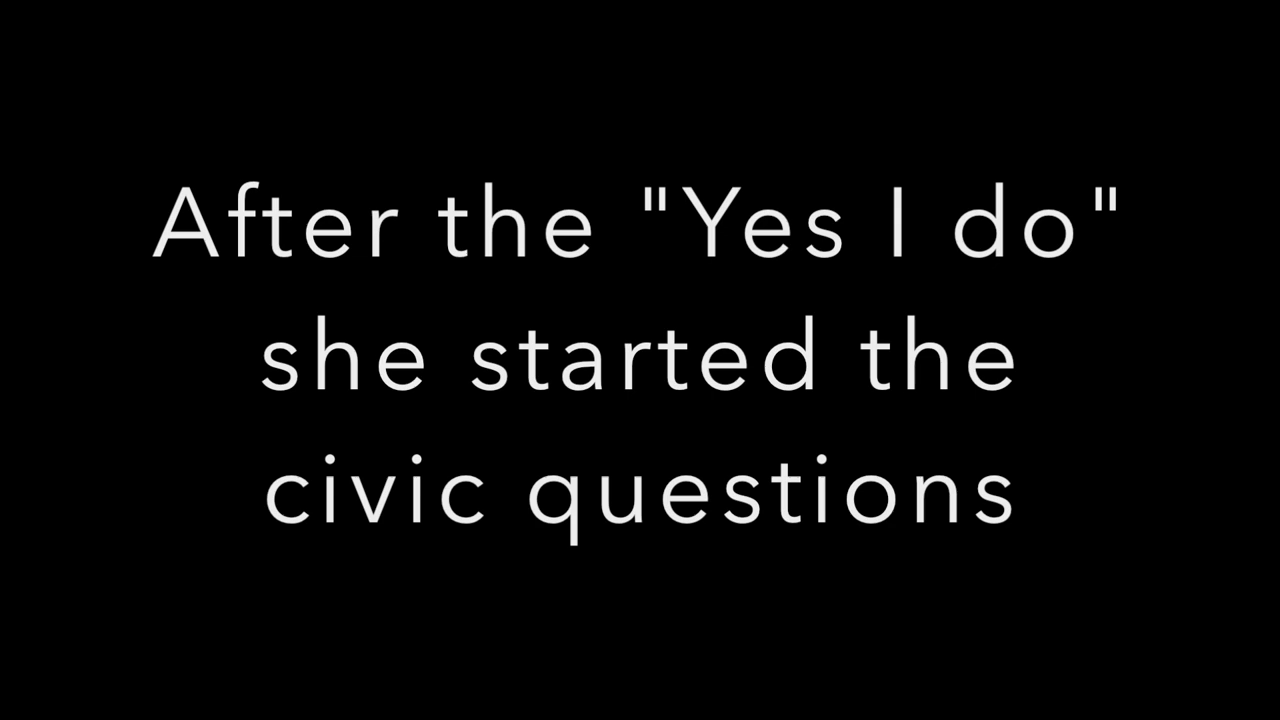 After the "Yes I do"
she started the
civic questions